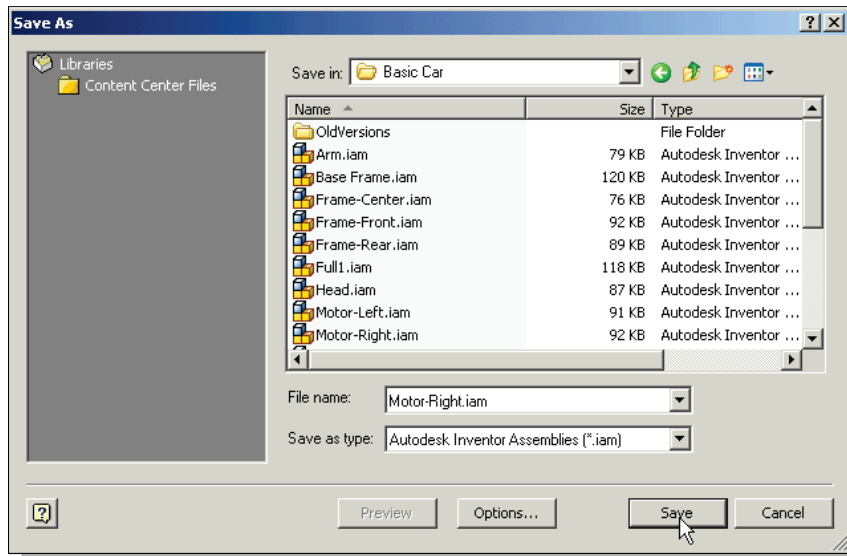 Save As
Libraries
Content Center Files
Save in: Basic Car
Name Size Type
OldVersions File Folder
Arm.iam 79 KB Autodesk Inventor ...
Base Frame.iam 120 KB Autodesk Inventor ...
Frame-Center.iam 76 KB Autodesk Inventor ...
Frame-Front.iam 92 KB Autodesk Inventor ...
Frame-Rear.iam 89 KB Autodesk Inventor ...
Full1.iam 118 KB Autodesk Inventor ...
Head.iam 87 KB Autodesk Inventor ...
Motor-Left.iam 91 KB Autodesk Inventor ...
Motor-Right.iam 92 KB Autodesk Inventor ...
File name: Motor-Right.iam
Save as type: Autodesk Inventor Assemblies (*.iam)
Preview Options... Save Cancel